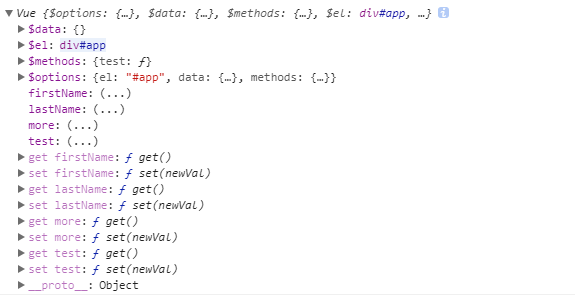 Vue {$options: {…}, $data: {…}, $methods: {…}, $el: div#app, …} i
$data: {}
$el: div#app
$methods: {test: ƒ}
$options: {el: "#app", data: {…}, methods: {…}}
firstName: (...)
lastName: (...)
more: (...)
test: (...)
get firstName: ƒ get()
set firstName: ƒ set(newVal)
get lastName: ƒ get()
set lastName: ƒ set(newVal)
get more: ƒ get()
set more: ƒ set(newVal)
get test: ƒ get()
set test: ƒ set(newVal)
__proto__: Object